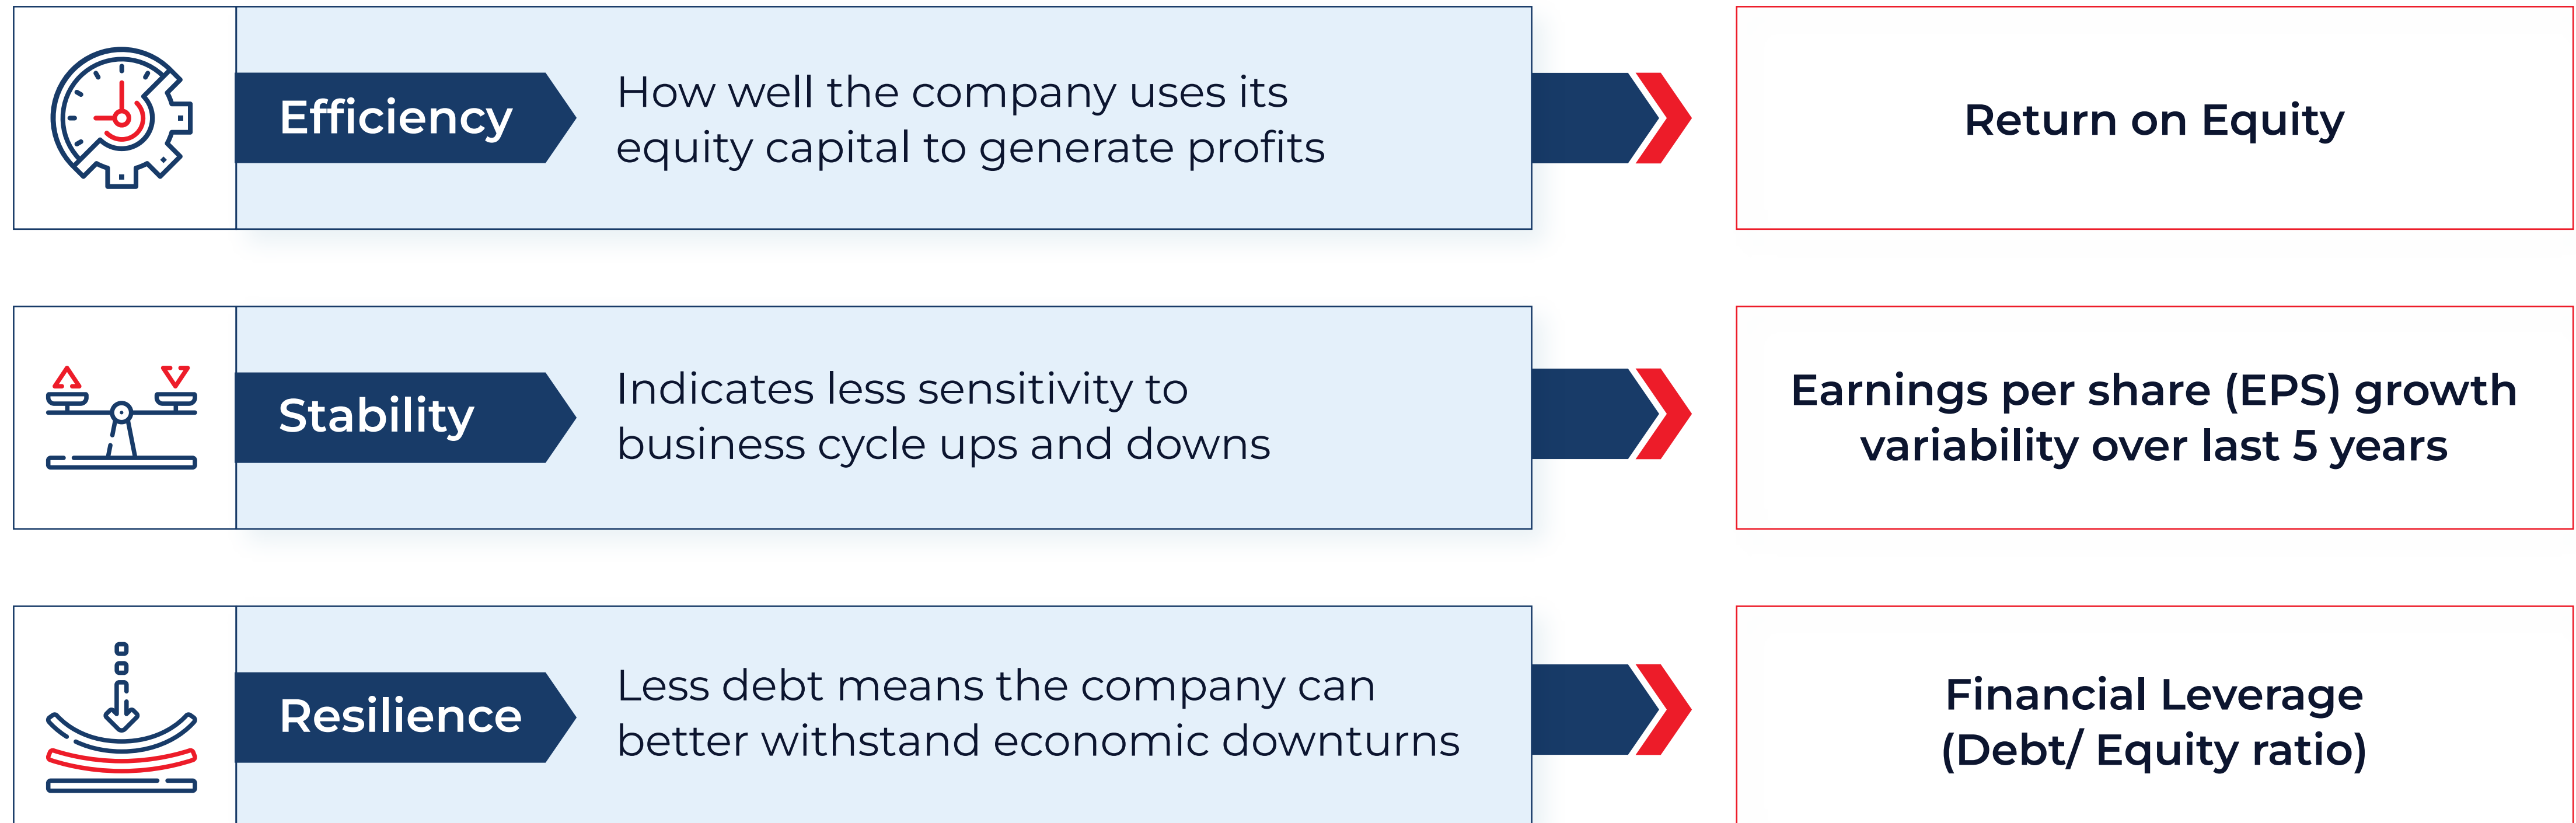 Efficiency
How well the company uses its
equity capital to generate profits
Return on Equity
Stability
Indicates less sensitivity to
business cycle ups and downs
Earnings per share (EPS) growth
variability over last 5 years
Resilience
Less debt means the company can
better withstand economic downturns
Financial Leverage
(Debt/ Equity ratio)